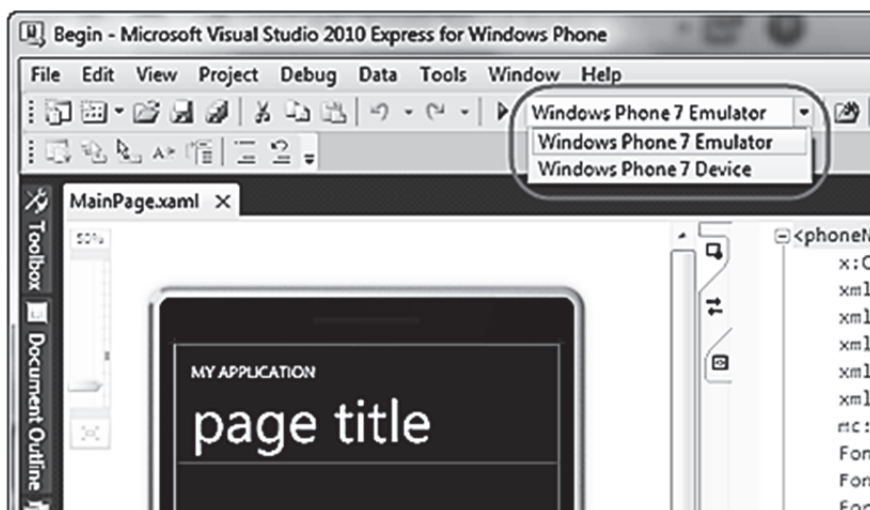 Begin - Microsoft Visual Studio 2010 Express for Windows Phone
File Edit View Project Debug Data Tools Window Help
Windows Phone 7 Emulator
Windows Phone 7 Emulator
Windows Phone 7 Device
MainPage.xaml
Toolbox
Document Outline
50%
MY APPLICATION
page title
<phoneN
x:C
xml
xml
xml
xml
xml
mc:
Fon
Fon
Fon